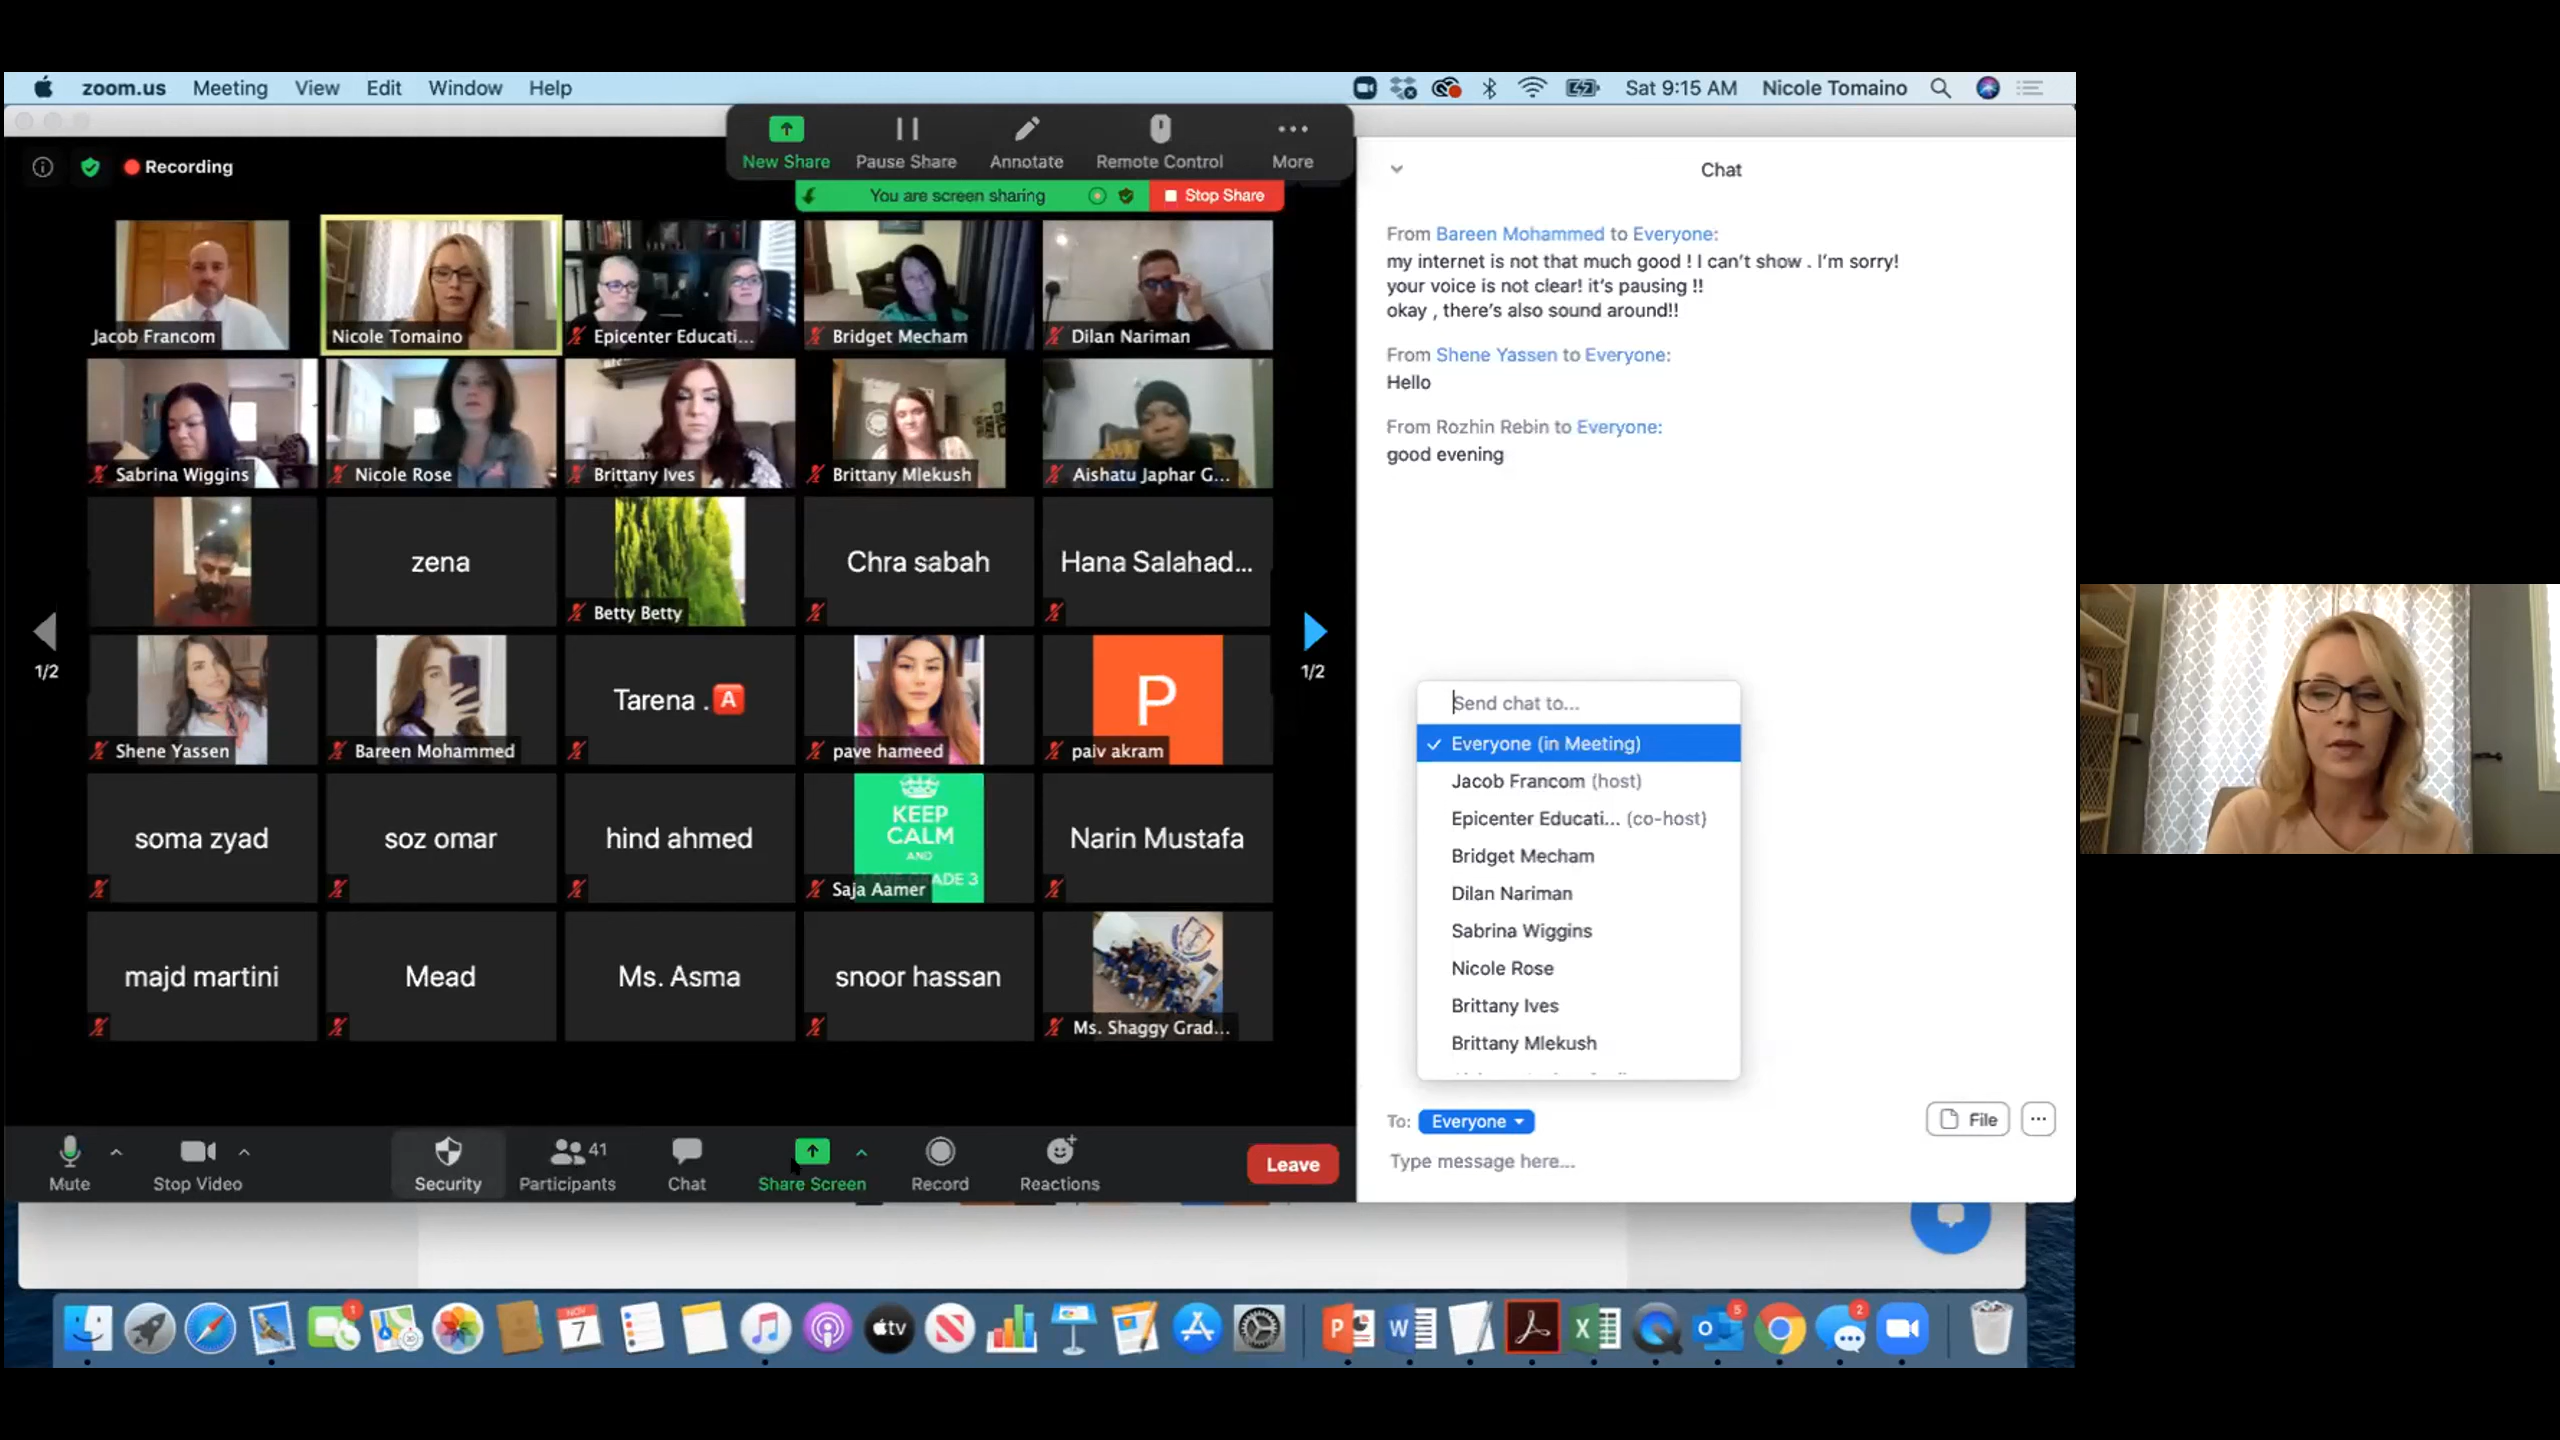 zoom.us Meeting View Edit Window Help
Sat 9:15 AM Nicole Tomaino
Recording
New Share Pause Share Annotate Remote Control More
You are screen sharing Stop Share
Jacob Francom
Nicole Tomaino
Epicenter Educati...
Bridget Mecham
Dilan Nariman
Sabrina Wiggins
Nicole Rose
Brittany Ives
Brittany Mlekush
Aishatu Japhar G...
zena
Betty Betty
Chra sabah
Hana Salahad...
1/2
1/2
Shene Yassen
Bareen Mohammed
Tarena . A
pave hameed
P
paiv akram
soma zyad
soz omar
hind ahmed
KEEP
CALM
AND
ADE 3
Saja Aamer
Narin Mustafa
majd martini
Mead
Ms. Asma
snoor hassan
Ms. Shaggy Grad...
Mute
Stop Video
Security
41
Participants
Chat
Share Screen
Record
Reactions
Leave
Chat
From Bareen Mohammed to Everyone:
my internet is not that much good ! I can't show . I'm sorry!
your voice is not clear! it's pausing !!
okay , there's also sound around!!
From Shene Yassen to Everyone:
Hello
From Rozhin Rebin to Everyone:
good evening
Send chat to...
Everyone (in Meeting)
Jacob Francom (host)
Epicenter Educati... (co-host)
Bridget Mecham
Dilan Nariman
Sabrina Wiggins
Nicole Rose
Brittany Ives
Brittany Mlekush
To: Everyone
File
Type message here...
1
NOV
7
tv
P
W
X
O
5
2